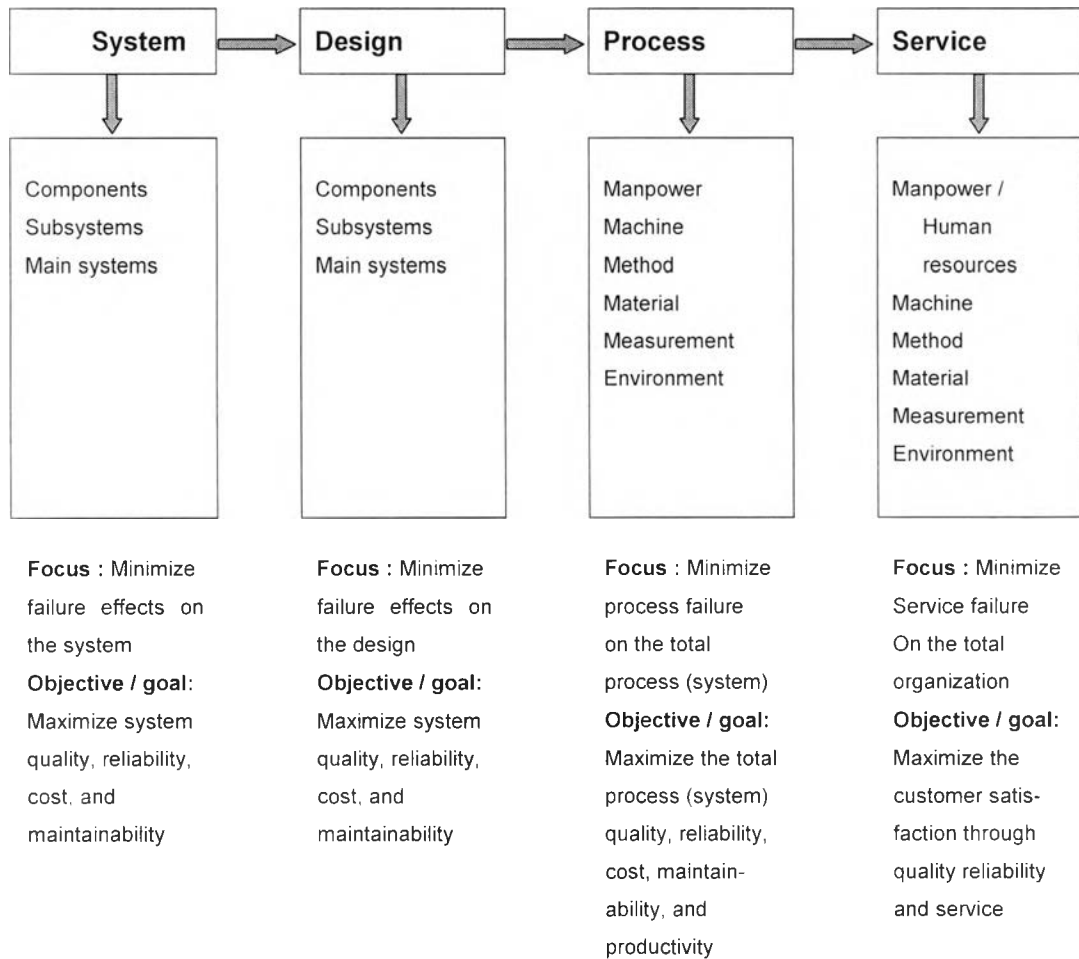 System
Design
Process
Service
Components
Subsystems
Main systems
Components
Subsystems
Main systems
Manpower
Machine
Method
Material
Measurement
Environment
Manpower /
Human
resources
Machine
Method
Material
Measurement
Environment
Focus : Minimize
failure effects on
the system
Objective / goal:
Maximize system
quality, reliability,
cost, and
maintainability
Focus : Minimize
failure effects on
the design
Objective / goal:
Maximize system
quality, reliability,
cost, and
maintainability
Focus : Minimize
process failure
on the total
process (system)
Objective / goal:
Maximize the total
process (system)
quality, reliability,
cost, maintain-
ability, and
productivity
Focus : Minimize
Service failure
On the total
organization
Objective / goal:
Maximize the
customer satis-
faction through
quality reliability
and service